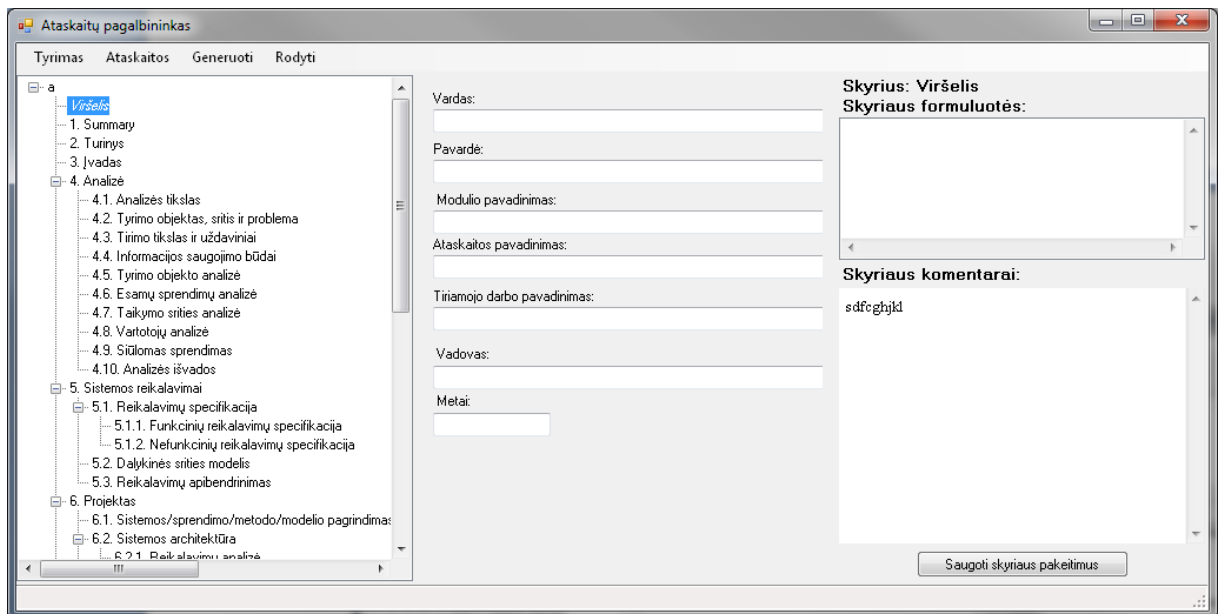 Ataskaitų pagalbininkas
Tyrimas Ataskaitos Generuoti Rodyti
a
Viršelis
1. Summary
2. Turinys
3. Įvadas
4. Analizė
4.1. Analizės tikslas
4.2. Tyrimo objektas, sritis ir problema
4.3. Tirimo tikslas ir uždaviniai
4.4. Informacijos saugojimo būdai
4.5. Tyrimo objekto analizė
4.6. Esamų sprendimų analizė
4.7. Taikymo srities analizė
4.8. Vartotojų analizė
4.9. Siūlomas sprendimas
4.10. Analizės išvados
5. Sistemos reikalavimai
5.1. Reikalavimų specifikacija
5.1.1. Funkcinių reikalavimų specifikacija
5.1.2. Nefunkcinių reikalavimų specifikacija
5.2. Dalykinės srities modelis
5.3. Reikalavimų apibendrinimas
6. Projektas
6.1. Sistemos/sprendimo/metodo/modelio pagrindimas
6.2. Sistemos architektūra
6.2.1. Reikalavimų analizė
Vardas:
Pavardė:
Modulio pavadinimas:
Ataskaitos pavadinimas:
Tiriamojo darbo pavadinimas:
Vadovas:
Metai:
Skyrius: Viršelis
Skyriaus formuluotės:
Skyriaus komentarai:
sdfcghjkl
Saugoti skyriaus pakeitimus